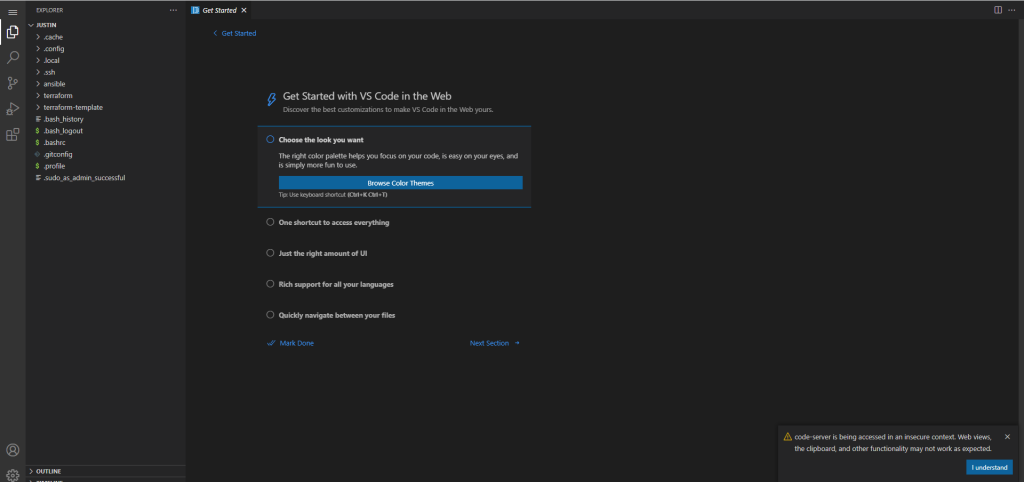 EXPLORER
JUSTIN
.cache
.config
.local
.ssh
ansible
terraform
terraform-template
.bash_history
$ .bash_logout
$ .bashrc
.gitconfig
$ .profile
.sudo_as_admin_successful
OUTLINE
Get Started
Get Started
Get Started with VS Code in the Web
Discover the best customizations to make VS Code in the Web yours.
Choose the look you want
The right color palette helps you focus on your code, is easy on your eyes, and
is simply more fun to use.
Browse Color Themes
Tip: Use keyboard shortcut (Ctrl+K Ctrl+T)
One shortcut to access everything
Just the right amount of UI
Rich support for all your languages
Quickly navigate between your files
Mark Done
Next Section
code-server is being accessed in an insecure context. Web views,
the clipboard, and other functionality may not work as expected.
I understand